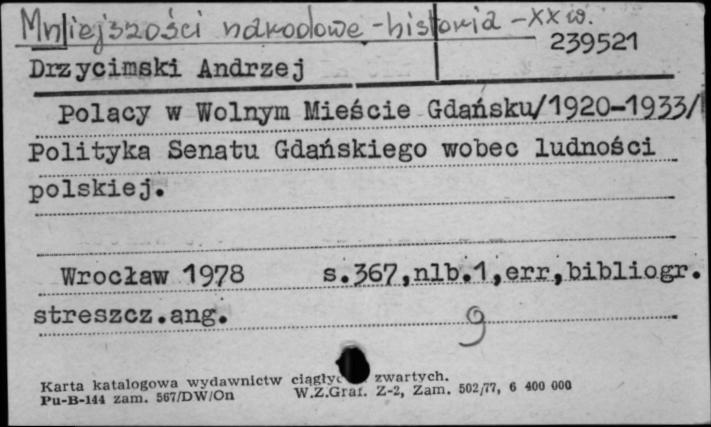 Mniejszości narodowe - historia - XX w.
239521
Drzycimski Andrzej
Polacy w Wolnym Mieście Gdańsku/1920-1933/
Polityka Senatu Gdańskiego wobec ludności
polskiej.
Wrocław 1978 s.367,nlb.1,err,bibliogr.
streszcz.ang.
9
Karta katalogowa wydawnictw zwartych.
Pu-B-144 zam. 567/DW/On W.Z.Graf. Z-2, Zam. 502/77, 6 400 000